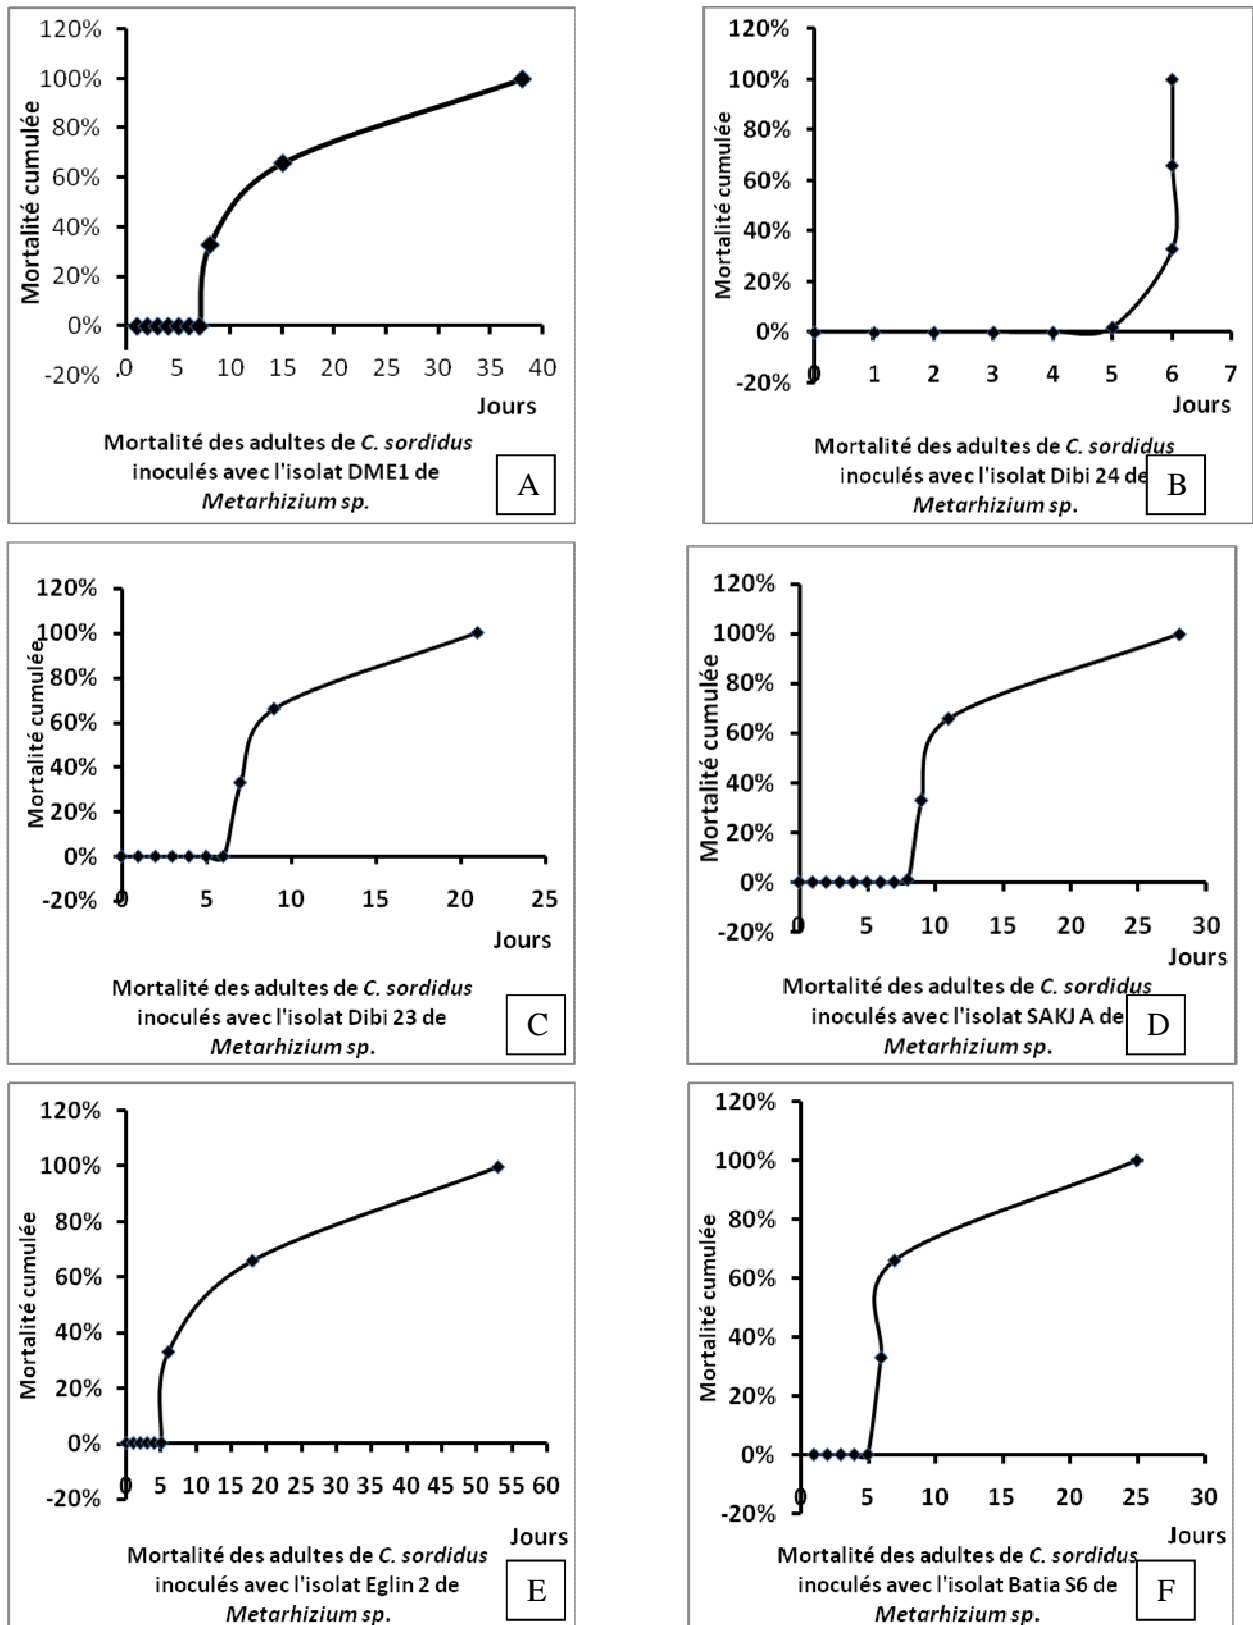 120%
100%
80%
60%
40%
20%
0%
-20%
Mortalité cumulée
0 5 10 15 20 25 30 35 40
Jours
Mortalité des adultes de C. sordidus
inoculés avec l'isolat DME1 de
Metarhizium sp.
A
120%
100%
80%
60%
40%
20%
0%
-20%
Mortalité cumulée
0 1 2 3 4 5 6 7
Jours
Mortalité des adultes de C. sordidus
inoculés avec l'isolat Dibi 24 de
Metarhizium sp.
B
120%
100%
80%
60%
40%
20%
0%
-20%
Mortalité cumulée
0 5 10 15 20 25
Jours
Mortalité des adultes de C. sordidus
inoculés avec l'isolat Dibi 23 de
Metarhizium sp.
C
120%
100%
80%
60%
40%
20%
0%
-20%
Mortalité cumulée
0 5 10 15 20 25 30
Jours
Mortalité des adultes de C. sordidus
inoculés avec l'isolat SAKJ A de
Metarhizium sp.
D
120%
100%
80%
60%
40%
20%
0%
-20%
Mortalité cumulée
0 5 10 15 20 25 30 35 40 45 50 55 60
Jours
Mortalité des adultes de C. sordidus
inoculés avec l'isolat Eglin 2 de
Metarhizium sp.
E
120%
100%
80%
60%
40%
20%
0%
-20%
Mortalité cumulée
0 5 10 15 20 25 30
Jours
Mortalité des adultes de C. sordidus
inoculés avec l'isolat Batia S6 de
Metarhizium sp.
F